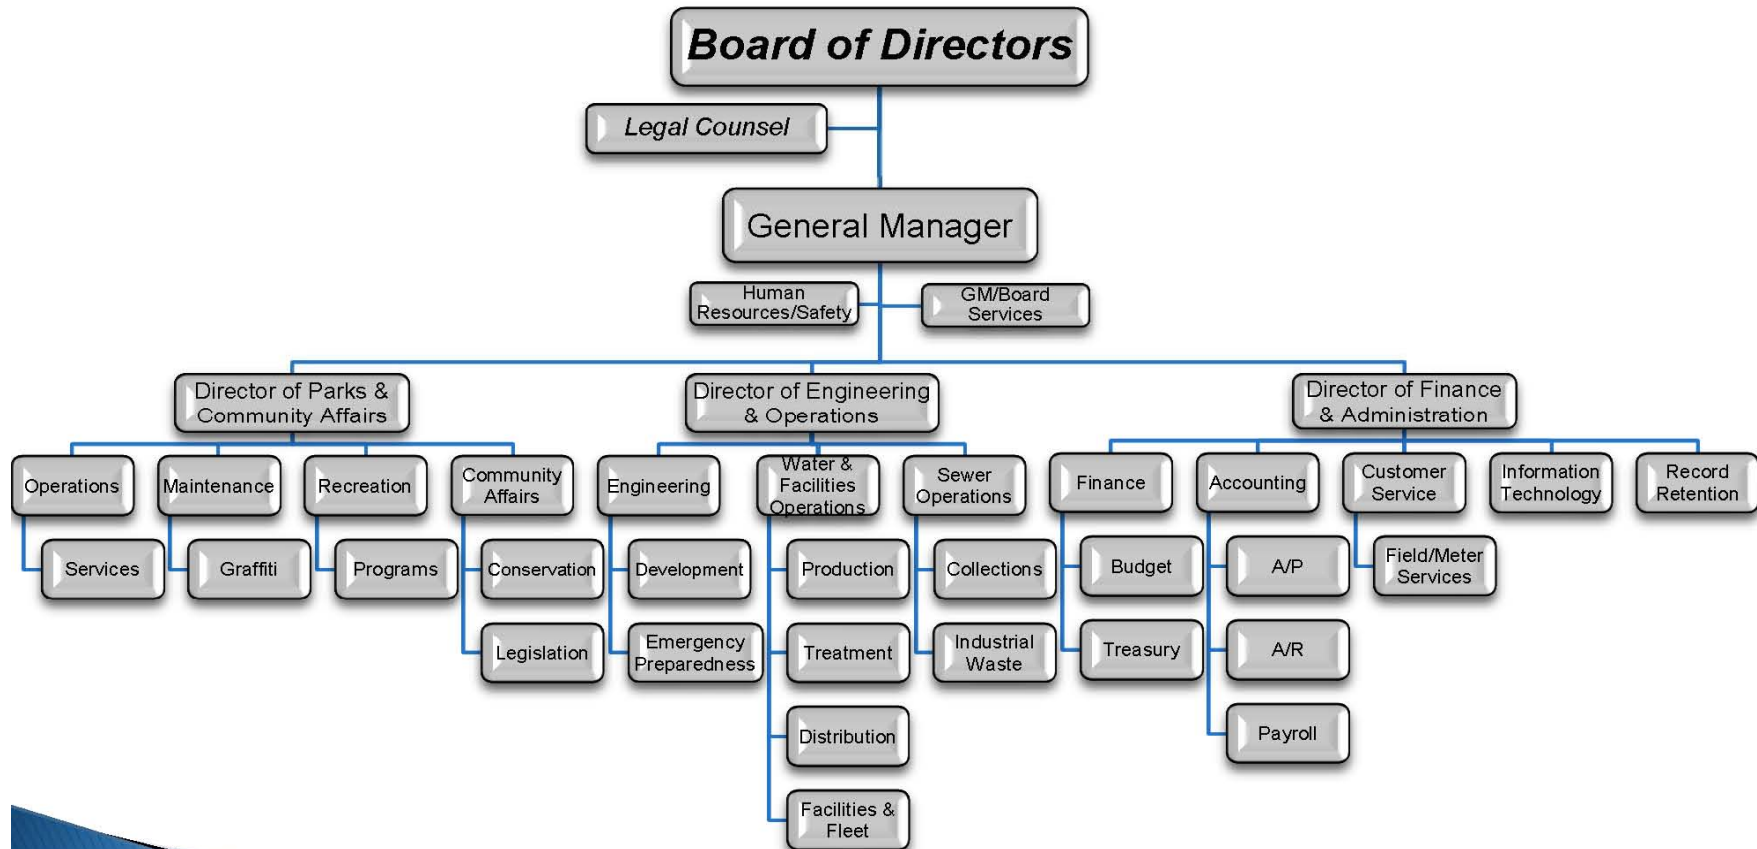 Board of Directors
Legal Counsel
General Manager
Human
Resources/Safety
GM/Board
Services
Director of Parks &
Community Affairs
Director of Engineering
& Operations
Director of Finance
& Administration
Operations
Maintenance
Recreation
Community
Affairs
Engineering
Water &
Facilities
Operations
Sewer
Operations
Finance
Accounting
Customer
Service
Information
Technology
Record
Retention
Services
Graffiti
Programs
Conservation
Development
Production
Collections
Budget
A/P
Field/Meter
Services
Legislation
Emergency
Preparedness
Treatment
Industrial
Waste
Treasury
A/R
Distribution
Payroll
Facilities &
Fleet